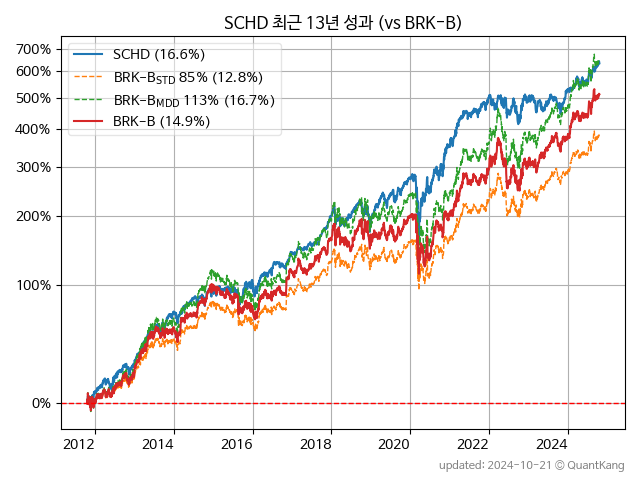 SCHD 최근 13년 성과 (vs BRK-B)
700%
600%
500%
400%
300%
200%
100%
0%
SCHD (16.6%)
BRK-B_STD 85% (12.8%)
BRK-B_MDD 113% (16.7%)
BRK-B (14.9%)
2012 2014 2016 2018 2020 2022 2024
updated: 2024-10-21 © QuantKang